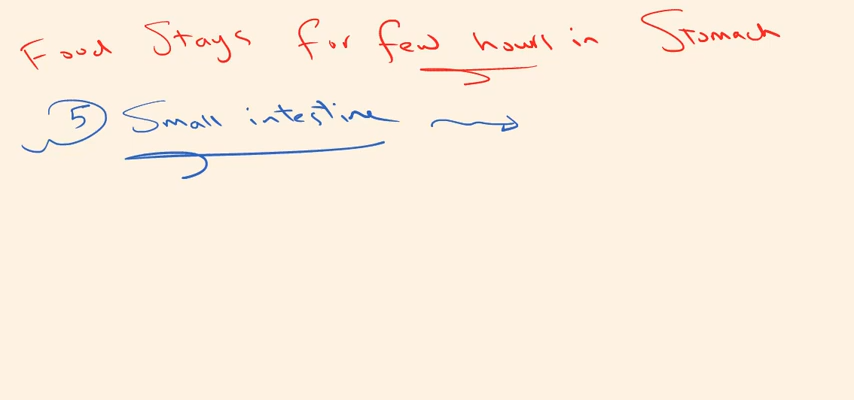 Food Stays for few hours in Stomach
5 Small intestine →